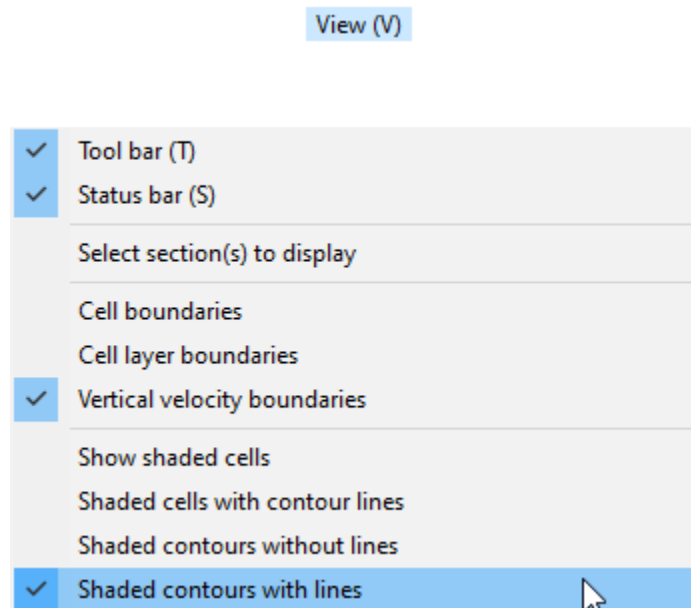 View (V)
Tool bar (T)
Status bar (S)
Select section(s) to display
Cell boundaries
Cell layer boundaries
Vertical velocity boundaries
Show shaded cells
Shaded cells with contour lines
Shaded contours without lines
Shaded contours with lines